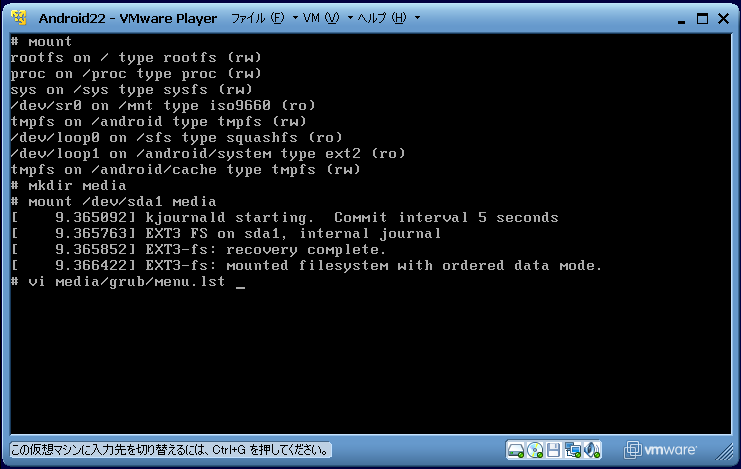 Android22 - VMware Player ファイル (F) VM (V) ヘルプ (H)
# mount
rootfs on / type rootfs (rw)
proc on /proc type proc (rw)
sys on /sys type sysfs (rw)
/dev/sr0 on /mnt type iso9660 (ro)
tmpfs on /android type tmpfs (rw)
/dev/loop0 on /sfs type squashfs (ro)
/dev/loop1 on /android/system type ext2 (ro)
tmpfs on /android/cache type tmpfs (rw)
# mkdir media
# mount /dev/sda1 media
[    9.365092] kjournald starting.  Commit interval 5 seconds
[    9.365763] EXT3 FS on sda1, internal journal
[    9.365852] EXT3-fs: recovery complete.
[    9.366422] EXT3-fs: mounted filesystem with ordered data mode.
# vi media/grub/menu.lst _
この仮想マシンに入力先を切り替えるには、Ctrl+G を押してください。 vmware